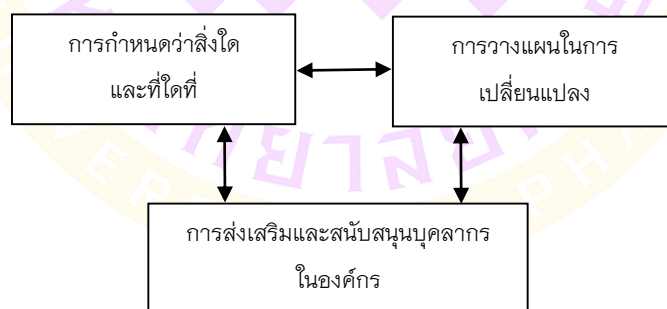 การกำหนดว่าสิ่งใด
และที่ใดที่
การวางแผนในการ
เปลี่ยนแปลง
การส่งเสริมและสนับสนุนบุคลากร
ในองค์กร